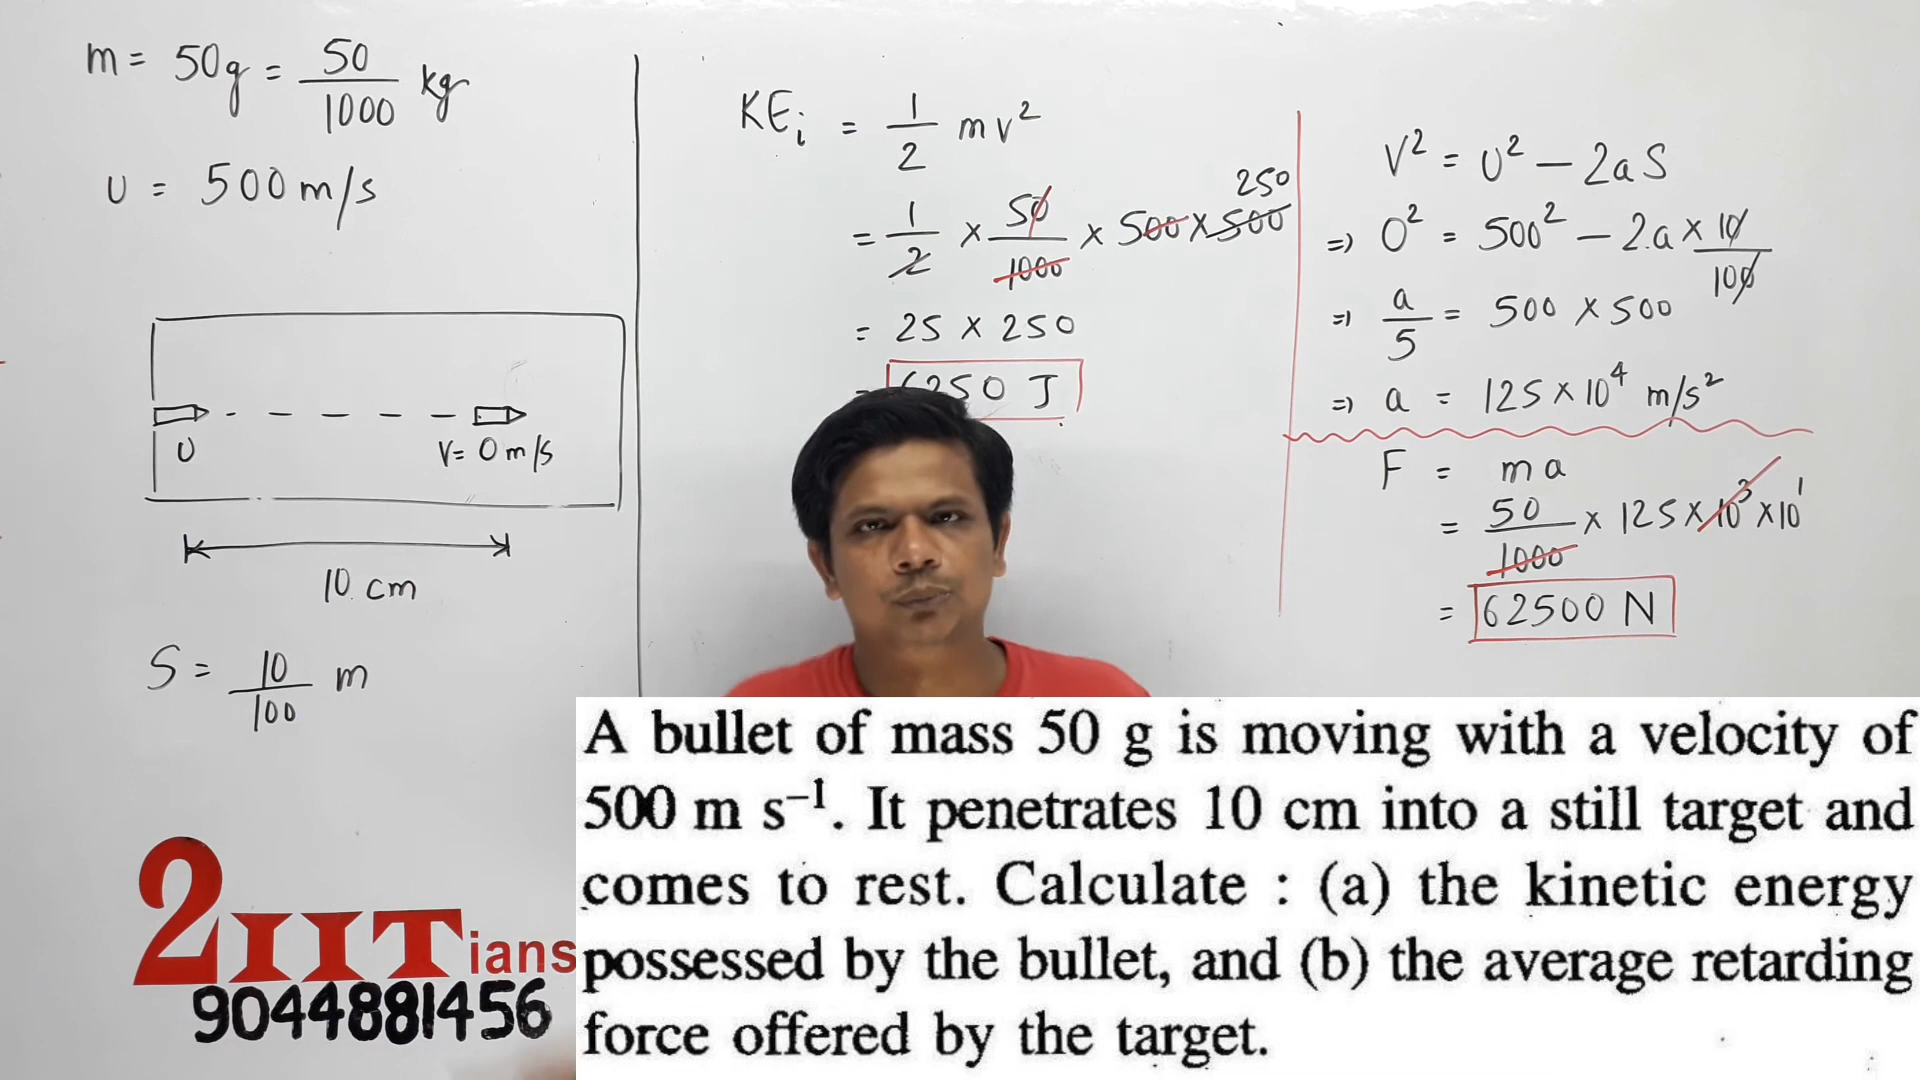 m = 50g = 50/1000 kg
u = 500 m/s
U
V = 0 m/s
10 cm
S = 10/100 m
KEi = 1/2 mv²
= 1/2 × 50/1000 × 500 × 500 250
= 25 × 250
= 6250 J
V² = U² – 2aS
⇒ 0² = 500² – 2.a × 10/100
⇒ a/5 = 500 × 500
⇒ a = 125 × 10⁴ m/s²
F = ma
= 50/1000 × 125 × 10³ × 10¹
= 62500 N
2IITians
9044881456
A bullet of mass 50 g is moving with a velocity of
500 m s⁻¹. It penetrates 10 cm into a still target and
comes to rest. Calculate : (a) the kinetic energy
possessed by the bullet, and (b) the average retarding
force offered by the target.